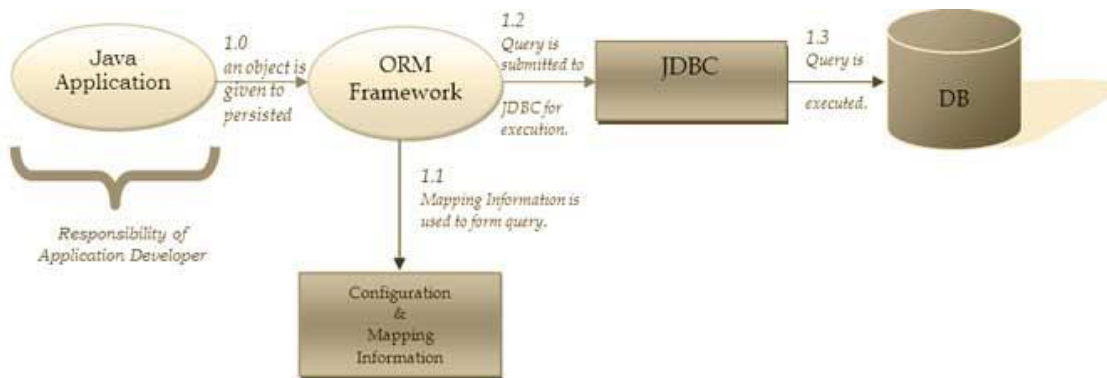 Java
Application
1.0
an object is
given to
persisted
ORM
Framework
1.2
Query is
submitted to
JDBC for
execution.
JDBC
1.3
Query is
executed.
DB
1.1
Mapping Information is
used to form query.
Responsibility of
Application Developer
Configuration
&
Mapping
Information